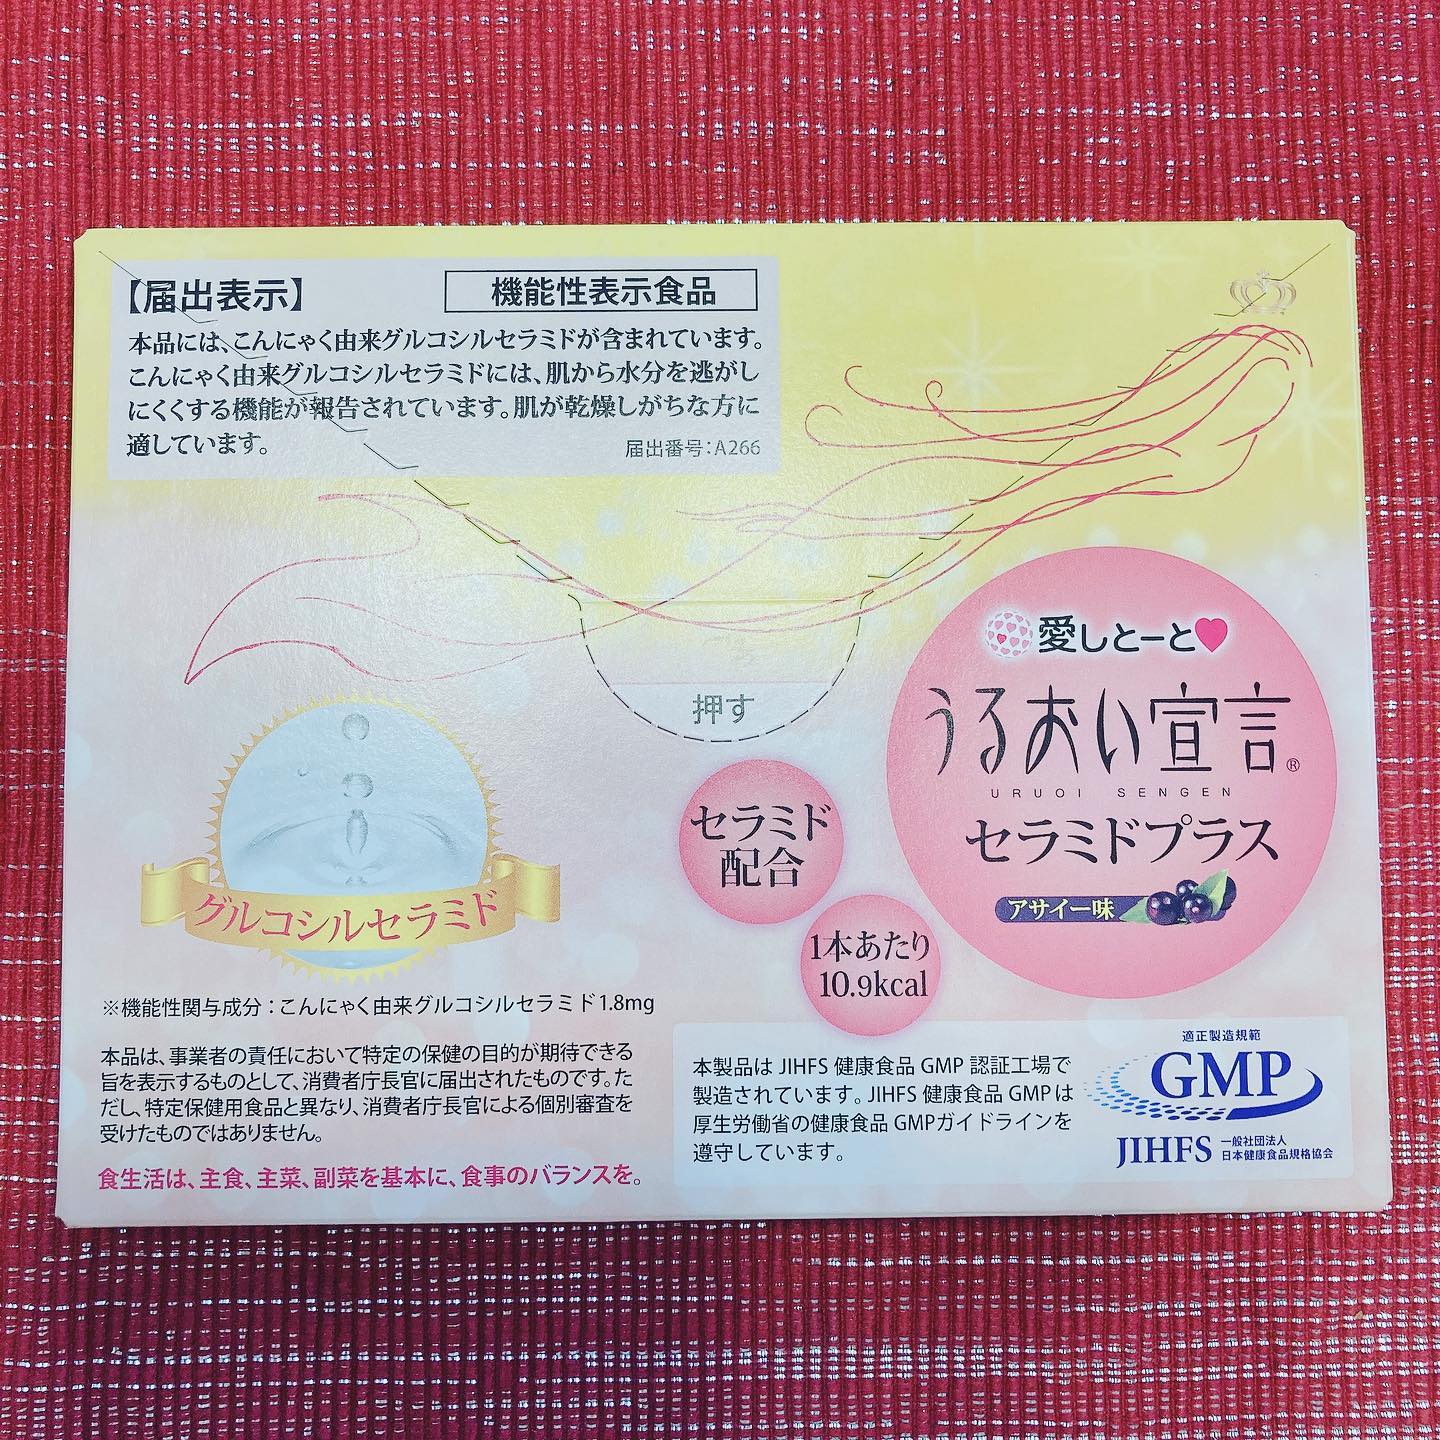 【届出表示】
機能性表示食品
本品には、こんにゃく由来グルコシルセラミドが含まれています。
こんにゃく由来グルコシルセラミドには、肌から水分を逃がし
にくくする機能が報告されています。肌が乾燥しがちな方に
適しています。
届出番号：A266
押す
愛しとーと
うるおい宣言®
URUOI SENGEN
セラミドプラス
アサイー味
セラミド
配合
1本あたり
10.9kcal
グルコシルセラミド
※機能性関与成分：こんにゃく由来グルコシルセラミド1.8mg
本品は、事業者の責任において特定の保健の目的が期待できる
旨を表示するものとして、消費者庁長官に届出されたものです。た
だし、特定保健用食品と異なり、消費者庁長官による個別審査を
受けたものではありません。
食生活は、主食、主菜、副菜を基本に、食事のバランスを。
本製品は JIHFS 健康食品 GMP 認証工場で
製造されています。JIHFS 健康食品 GMP は
厚生労働省の健康食品 GMPガイドラインを
遵守しています。
適正製造規範
GMP
JIHFS
一般社団法人
日本健康食品規格協会